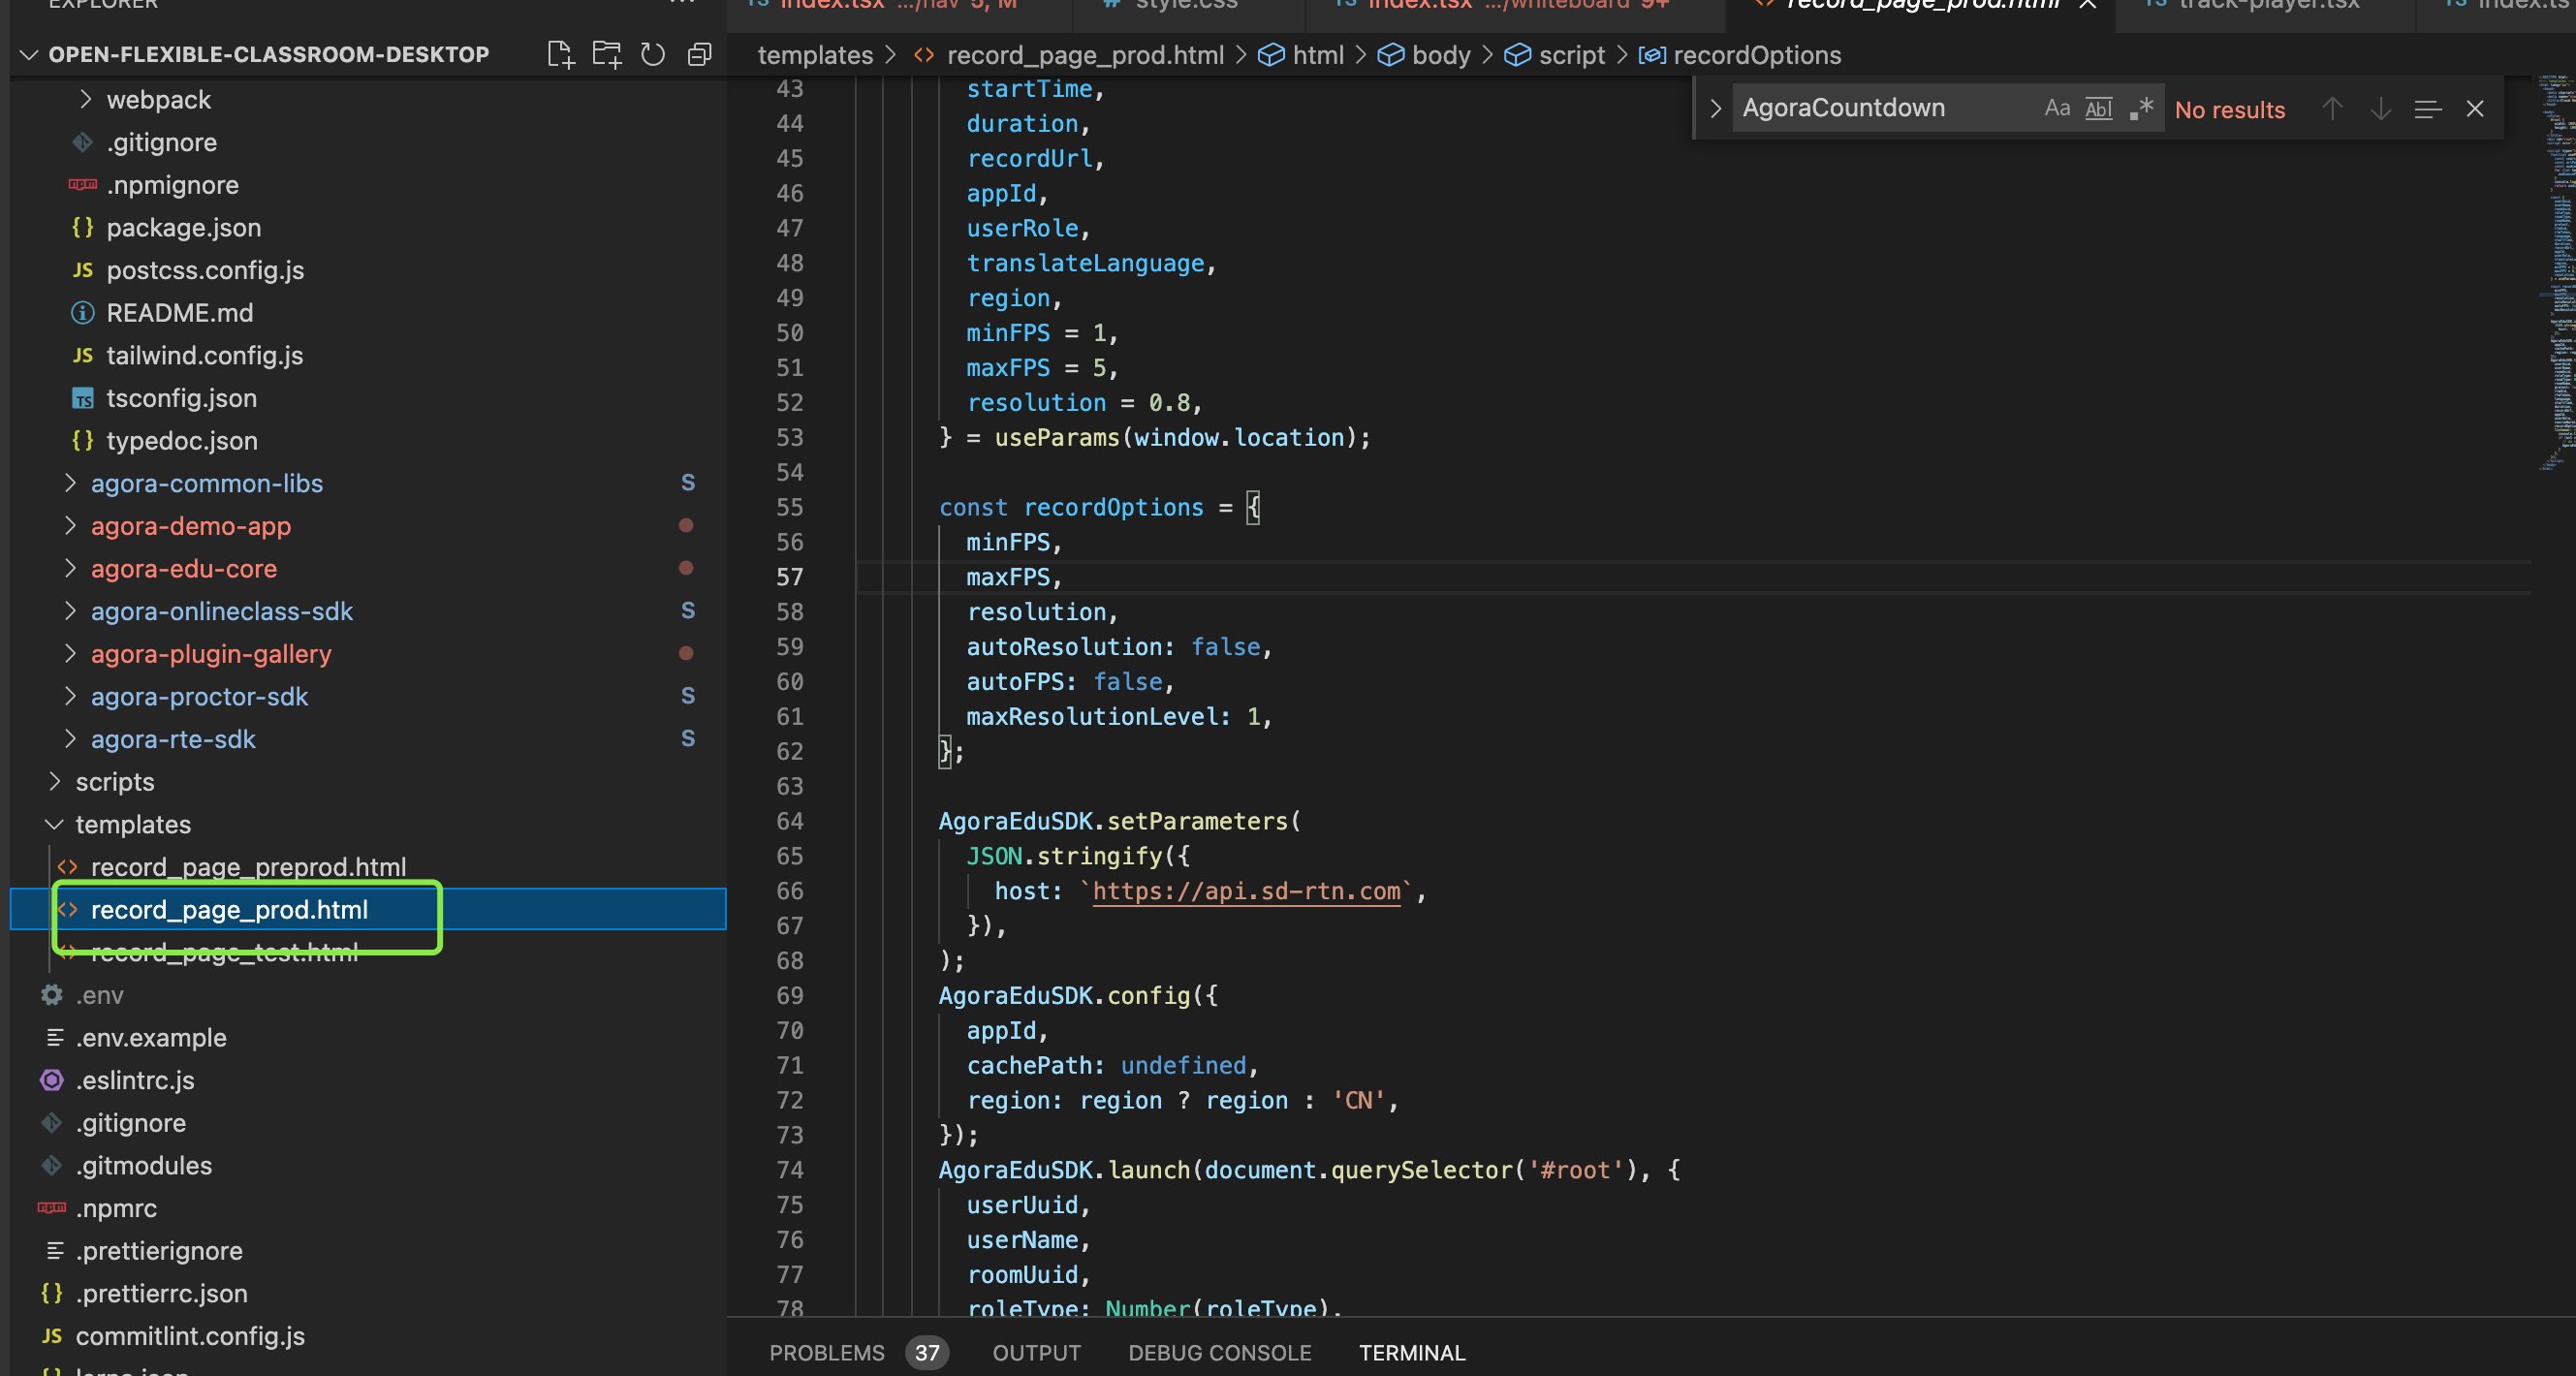 EXPLORER
OPEN-FLEXIBLE-CLASSROOM-DESKTOP
webpack
.gitignore
.npmignore
package.json
postcss.config.js
README.md
tailwind.config.js
tsconfig.json
typedoc.json
agora-common-libs S
agora-demo-app
agora-edu-core
agora-onlineclass-sdk S
agora-plugin-gallery
agora-proctor-sdk S
agora-rte-sdk S
scripts
templates
record_page_preprod.html
record_page_prod.html
record_page_test.html
.env
.env.example
.eslintrc.js
.gitignore
.gitmodules
.npmrc
.prettierignore
.prettierrc.json
commitlint.config.js
lerna.json
TS index.tsx .../nav 5, M
# style.css
TS index.tsx .../whiteboard 9+
<> record_page_prod.html
TS track-player.tsx
TS index.ts
templates > <> record_page_prod.html > html > body > script > recordOptions
AgoraCountdown Aa Abl .* No results
43 startTime,
44 duration,
45 recordUrl,
46 appId,
47 userRole,
48 translateLanguage,
49 region,
50 minFPS = 1,
51 maxFPS = 5,
52 resolution = 0.8,
53 } = useParams(window.location);
54
55 const recordOptions = {
56 minFPS,
57 maxFPS,
58 resolution,
59 autoResolution: false,
60 autoFPS: false,
61 maxResolutionLevel: 1,
62 };
63
64 AgoraEduSDK.setParameters(
65 JSON.stringify({
66 host: `https://api.sd-rtn.com`,
67 }),
68 );
69 AgoraEduSDK.config({
70 appId,
71 cachePath: undefined,
72 region: region ? region : 'CN',
73 });
74 AgoraEduSDK.launch(document.querySelector('#root'), {
75 userUuid,
76 userName,
77 roomUuid,
78 roleType: Number(roleType),
PROBLEMS 37 OUTPUT DEBUG CONSOLE TERMINAL